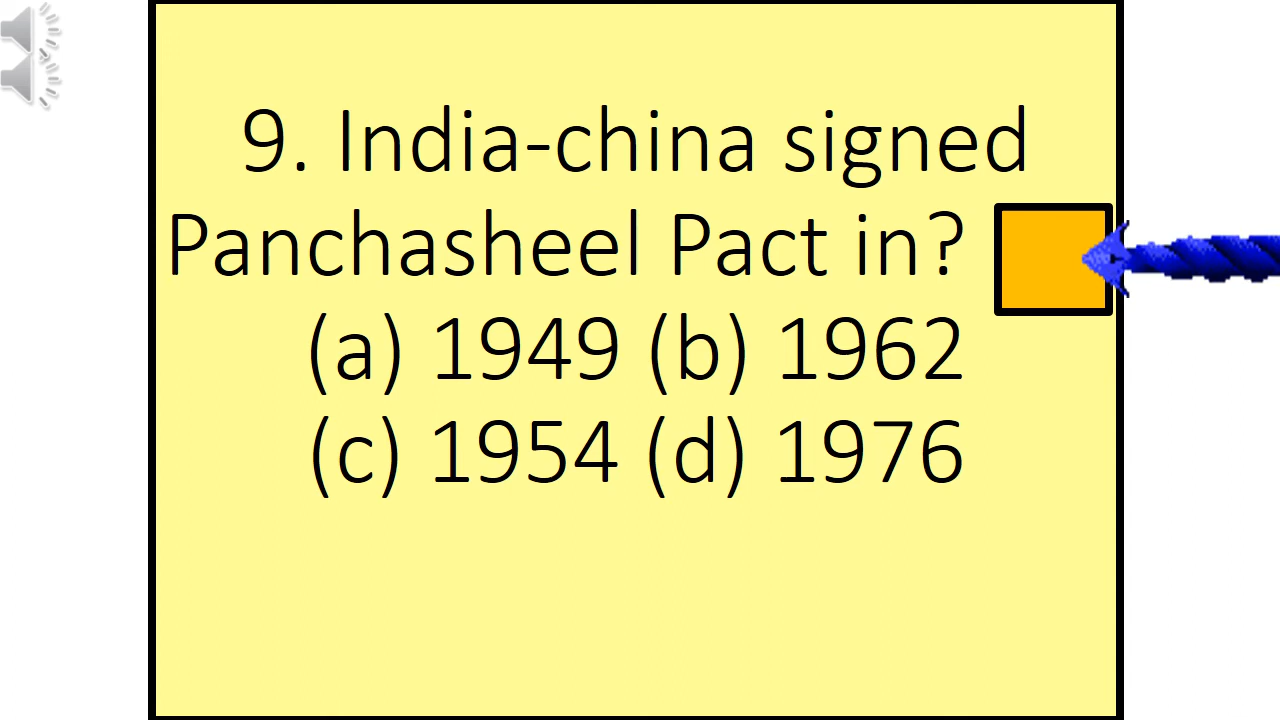 9. India-china signed
Panchasheel Pact in?
(a) 1949 (b) 1962
(c) 1954 (d) 1976